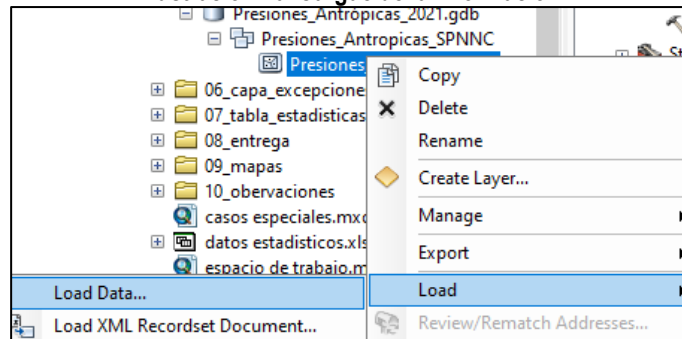 Presiones_Antrópicas_2021.gdb
Presiones_Antropicas_SPNNC
Presiones
06_capa_excepcione
07_tabla_estadisticas
08_entrega
09_mapas
10_obervaciones
casos especiales.mxd
datos estadisticos.xls
espacio de trabajo.m
Copy
Delete
Rename
Create Layer...
Manage
Export
Load
Review/Rematch Addresses...
Load Data...
Load XML Recordset Document...